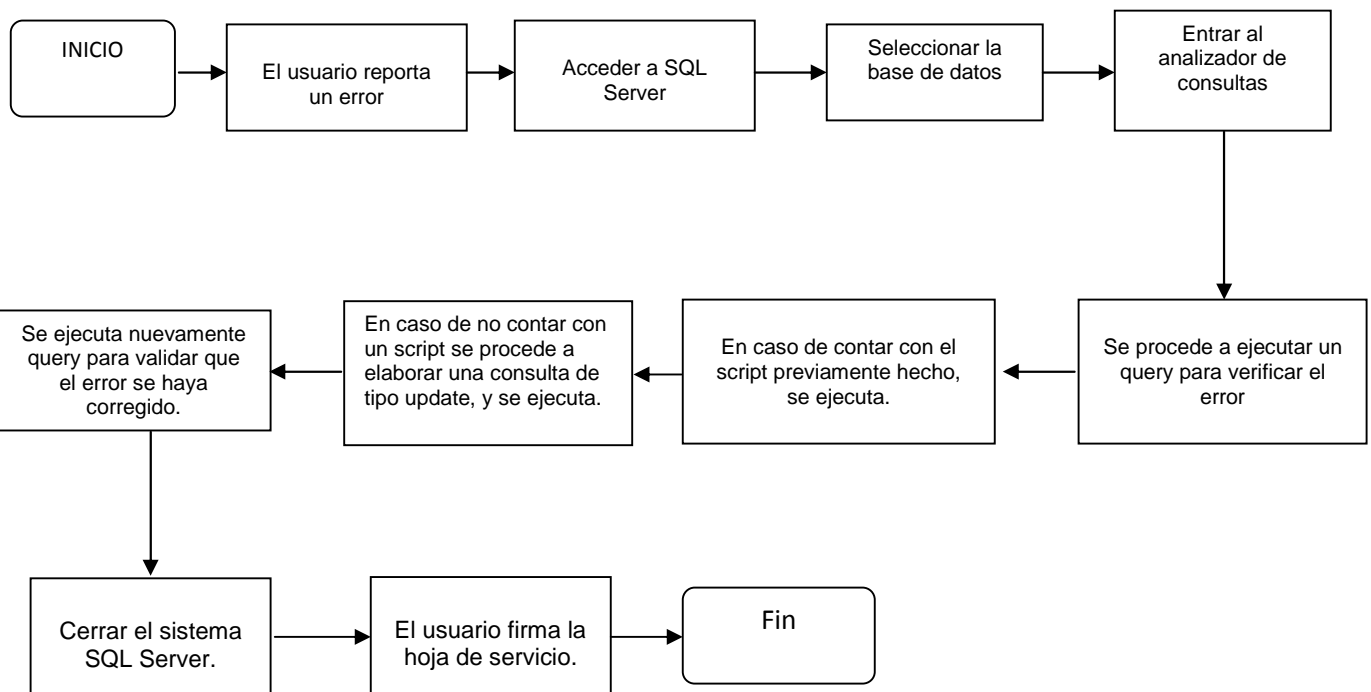 INICIO
El usuario reporta
un error
Acceder a SQL
Server
Seleccionar la
base de datos
Entrar al
analizador de
consultas
Se procede a ejecutar un
query para verificar el
error
En caso de contar con el
script previamente hecho,
se ejecuta.
En caso de no contar con
un script se procede a
elaborar una consulta de
tipo update, y se ejecuta.
Se ejecuta nuevamente
query para validar que
el error se haya
corregido.
Cerrar el sistema
SQL Server.
El usuario firma la
hoja de servicio.
Fin